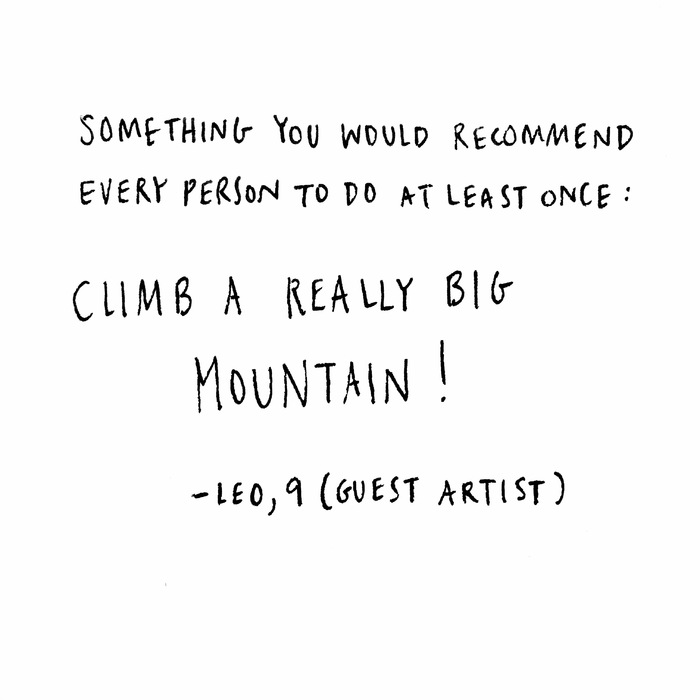 SOMETHING YOU WOULD RECOMMEND
EVERY PERSON TO DO AT LEAST ONCE:
CLIMB A REALLY BIG
MOUNTAIN!
-LEO, 9 (GUEST ARTIST)